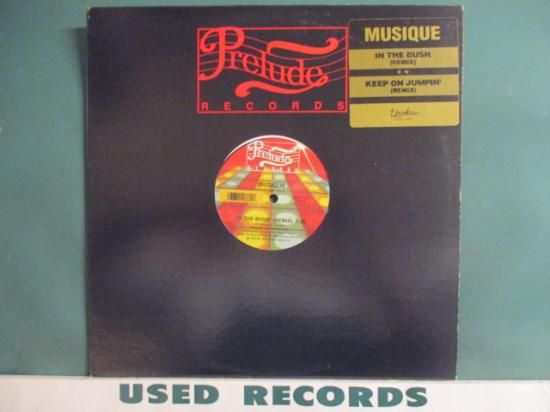 Prelude
RECORDS
MUSIQUE
IN THE BUSH
(REMIX)
KEEP ON JUMPIN'
(REMIX)
Prelude
MUSIQUE
IN THE BUSH (REMIX)
USED RECORDS